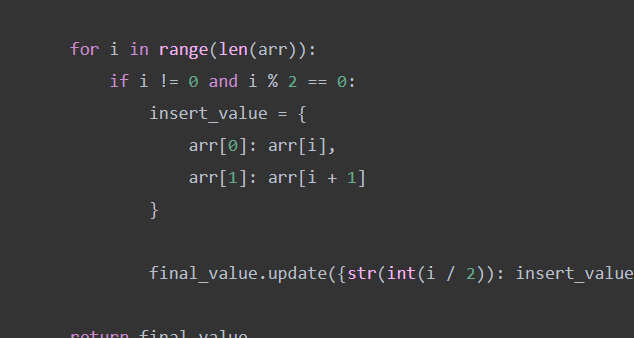 for i in range(len(arr)):
if i != 0 and i % 2 == 0:
insert_value = {
arr[0]: arr[i],
arr[1]: arr[i + 1]
}
final_value.update({str(int(i / 2)): insert_value
return final_value